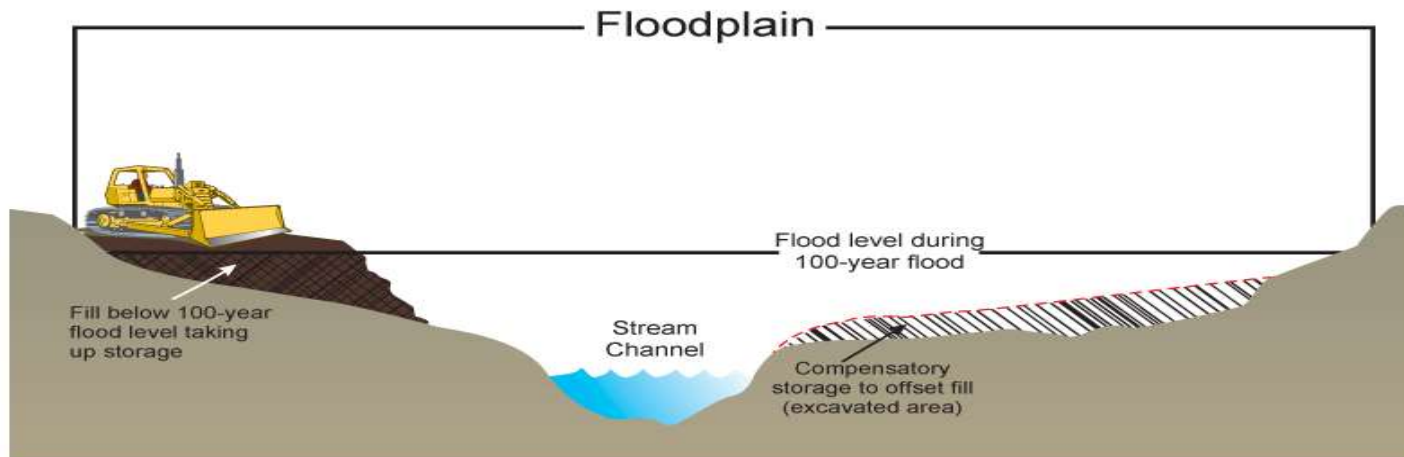 Floodplain
Flood level during
100-year flood
Fill below 100-year
flood level taking
up storage
Stream
Channel
Compensatory
storage to offset fill
(excavated area)